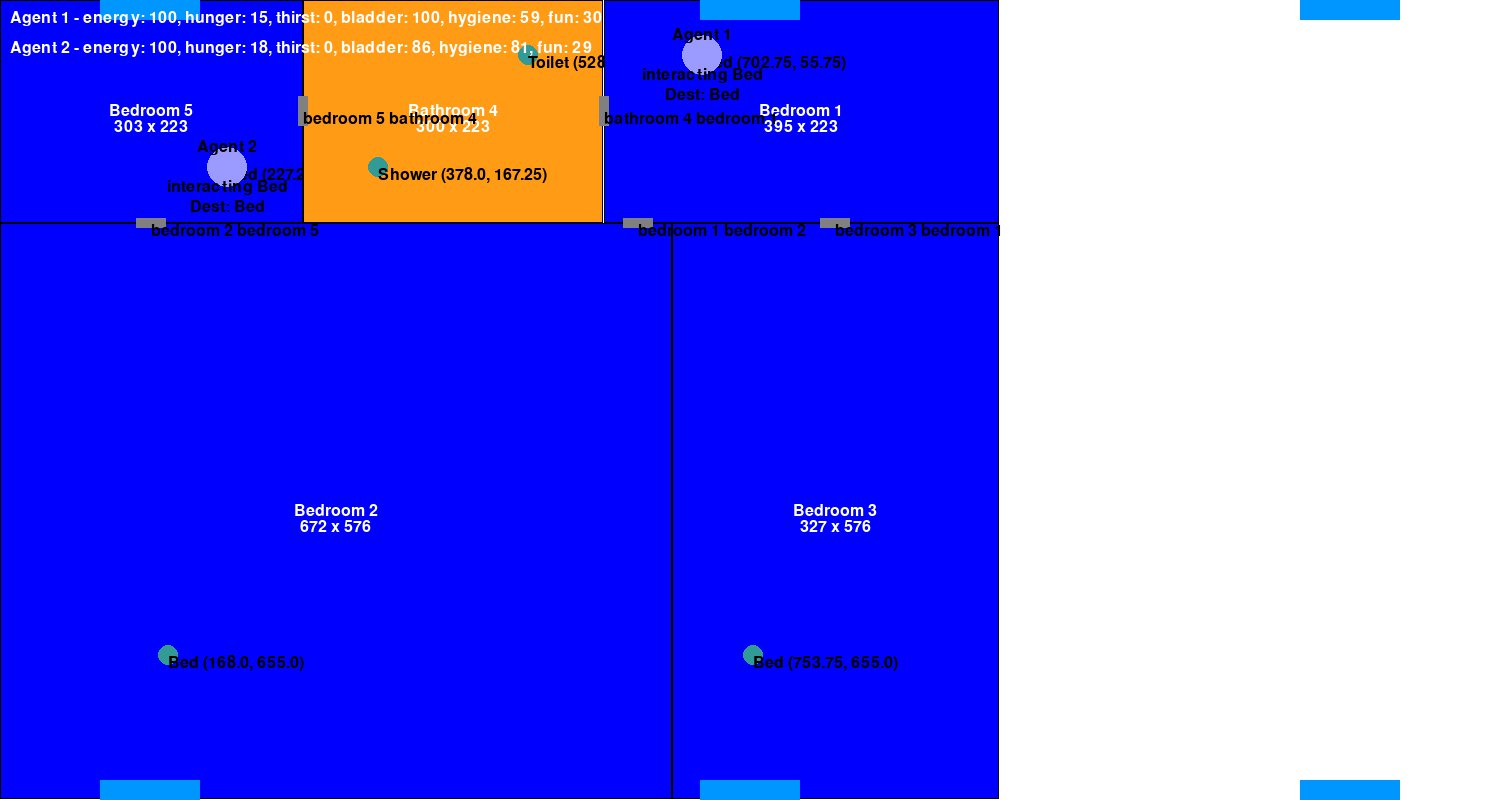 Agent 1 - energy: 100, hunger: 15, thirst: 0, bladder: 100, hygiene: 59, fun: 30
Agent 2 - energy: 100, hunger: 18, thirst: 0, bladder: 86, hygiene: 81, fun: 29
Agent 1
Toilet (528
d (702.75, 55.75)
interacting Bed
Dest: Bed
Bedroom 5
303 x 223
Bathroom 4
300 x 223
Bedroom 1
395 x 223
bedroom 5 bathroom 4
bathroom 4 bedroom
Agent 2
d (227.2
interacting Bed
Dest: Bed
Shower (378.0, 167.25)
bedroom 2 bedroom 5
bedroom 1 bedroom 2
bedroom 3 bedroom 1
Bedroom 2
672 x 576
Bedroom 3
327 x 576
Bed (168.0, 655.0)
Bed (753.75, 655.0)